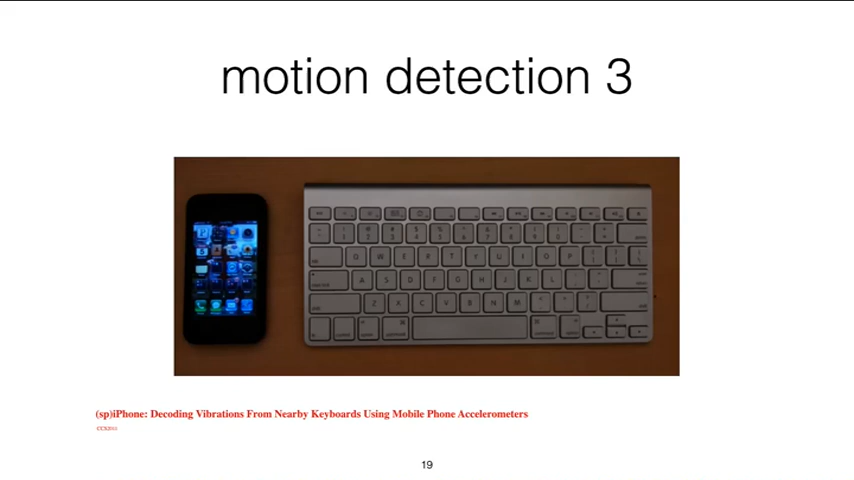 motion detection 3
Q W E R T Y U I O P
A S D F G H J K L
Z X C V B N M
(sp)iPhone: Decoding Vibrations From Nearby Keyboards Using Mobile Phone Accelerometers
19